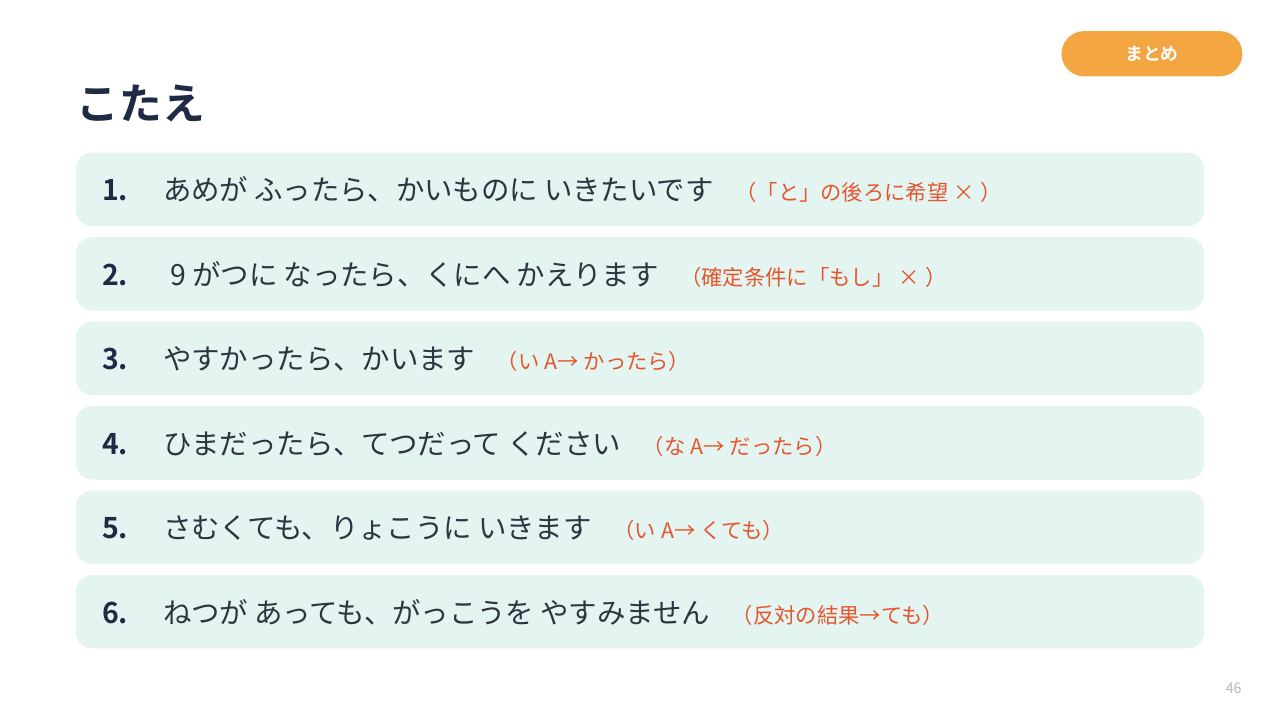 まとめ
こたえ
1. あめが ふったら、かいものに いきたいです （「と」の後ろに希望 × ）
2. 9 がつに なったら、くにへ かえります （確定条件に「もし」 × ）
3. やすかったら、かいます （い A→ かったら）
4. ひまだったら、てつだって ください （な A→ だったら）
5. さむくても、りょこうに いきます （い A→ くても）
6. ねつが あっても、がっこうを やすみません （反対の結果→ても）
46